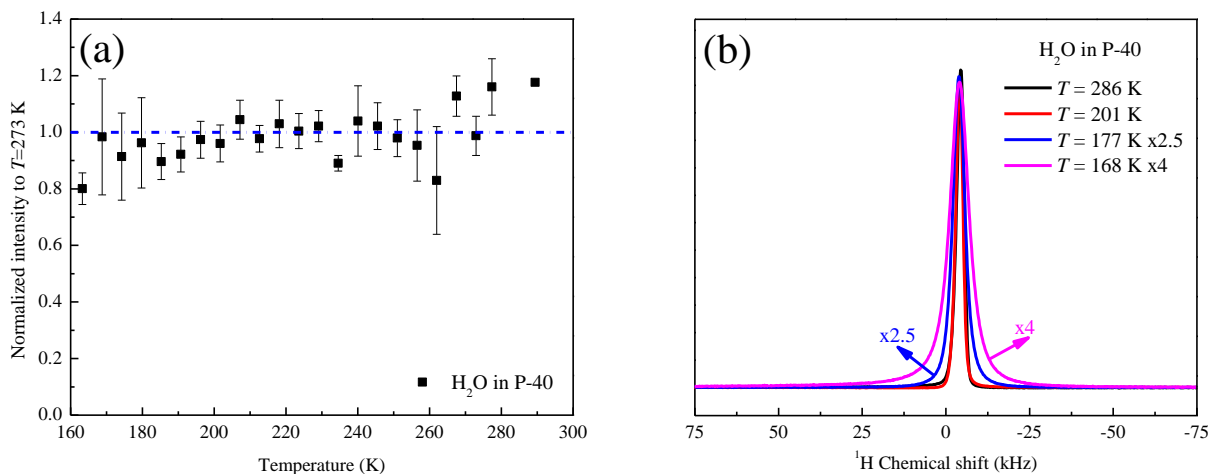 (a)
1.4
1.2
1.0
0.8
0.6
0.4
0.2
0.0
Normalized intensity to T=273 K
H₂O in P-40
160 180 200 220 240 260 280 300
Temperature (K)
(b)
H₂O in P-40
T = 286 K
T = 201 K
T = 177 K x2.5
T = 168 K x4
x2.5
x4
75 50 25 0 -25 -50 -75
¹H Chemical shift (kHz)